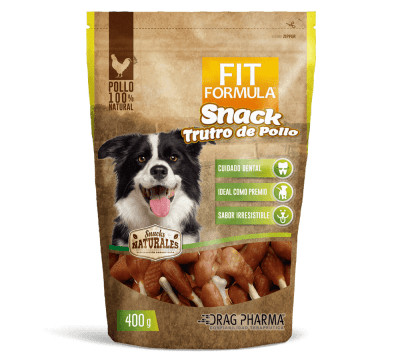 POLLO
100%
NATURAL
FIT
FORMULA
Snack
Trutro de Pollo
CUIDADO DENTAL
IDEAL COMO PREMIO
SABOR IRRESISTIBLE
Snacks
NATURALES
400 g
DRAG PHARMA